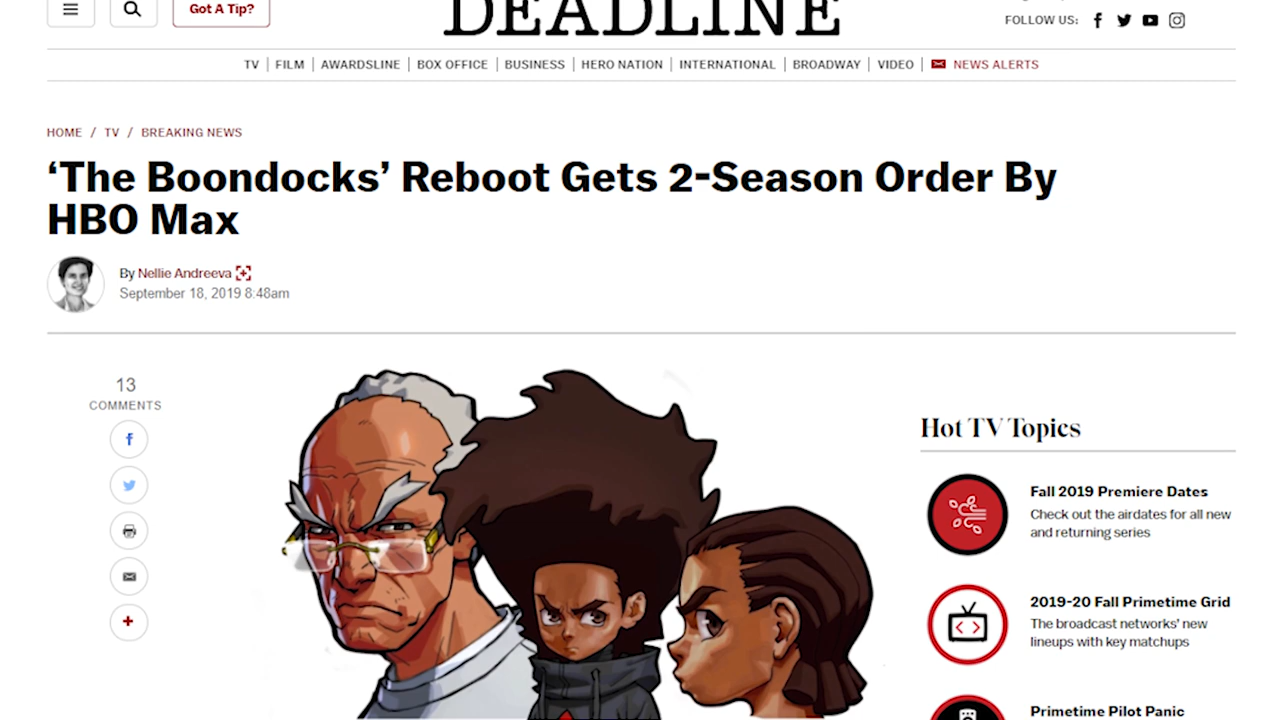 Got A Tip?
DEADLINE
FOLLOW US:
TV | FILM | AWARDSLINE | BOX OFFICE | BUSINESS | HERO NATION | INTERNATIONAL | BROADWAY | VIDEO | NEWS ALERTS
HOME / TV / BREAKING NEWS
‘The Boondocks’ Reboot Gets 2-Season Order By
HBO Max
By Nellie Andreeva
September 18, 2019 8:48am
13
COMMENTS
Hot TV Topics
Fall 2019 Premiere Dates
Check out the airdates for all new
and returning series
2019-20 Fall Primetime Grid
The broadcast networks' new
lineups with key matchups
Primetime Pilot Panic